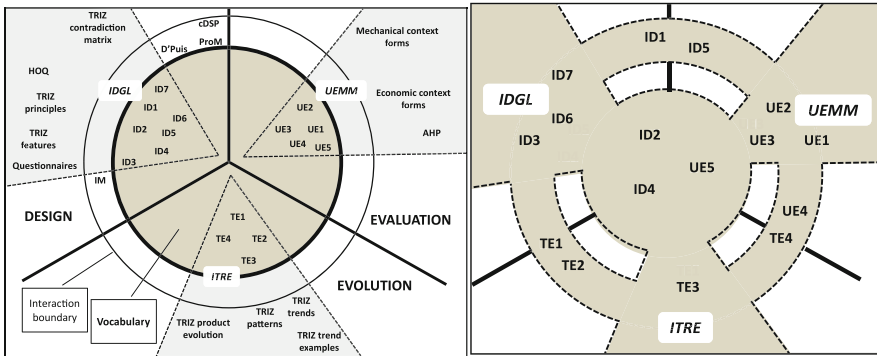 TRIZ
contradiction
matrix
cDSP
D'Puis
ProM
Mechanical context
forms
HOQ
IDGL
ID7
UEMM
Economic context
forms
TRIZ
principles
ID1
ID6
UE2
ID2
ID5
UE3
UE1
AHP
TRIZ
features
ID4
UE4
UE5
Questionnaires
ID3
IM
DESIGN
TE1
EVALUATION
TE4
TE2
TE3
ITRE
EVOLUTION
Interaction
boundary
Vocabulary
TRIZ product
evolution
TRIZ
patterns
TRIZ
trends
TRIZ trend
examples
ID1
ID5
ID7
IDGL
UE2
UEMM
ID6
ID3
ID2
UE3
UE1
UE5
ID4
UE4
TE1
TE4
TE2
TE3
ITRE